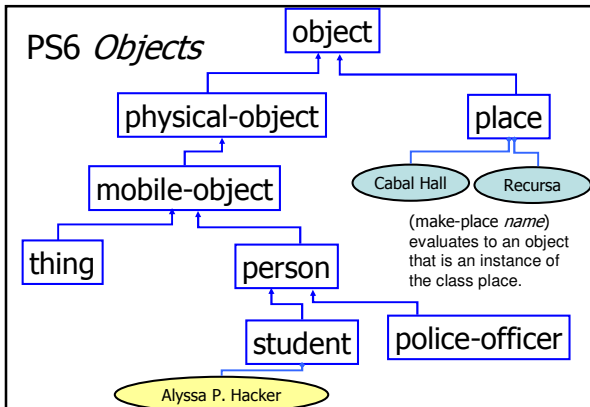 PS6 Objects
object
physical-object
place
Cabal Hall
Recursa
mobile-object
(make-place name)
evaluates to an object
that is an instance of
the class place.
thing
person
student
police-officer
Alyssa P. Hacker